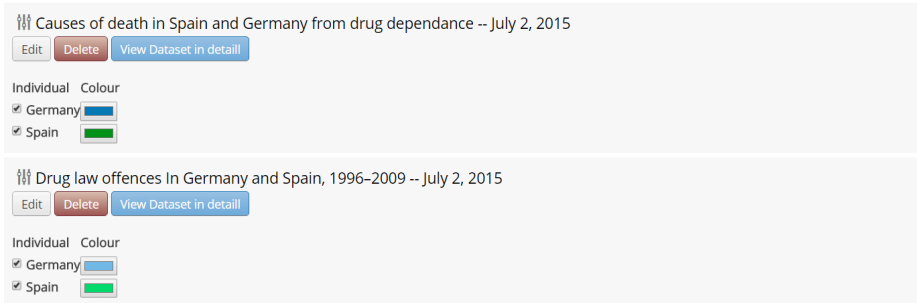 Causes of death in Spain and Germany from drug dependance -- July 2, 2015
Edit Delete View Dataset in detaill
Individual Colour
Germany
Spain
Drug law offences In Germany and Spain, 1996–2009 -- July 2, 2015
Edit Delete View Dataset in detaill
Individual Colour
Germany
Spain